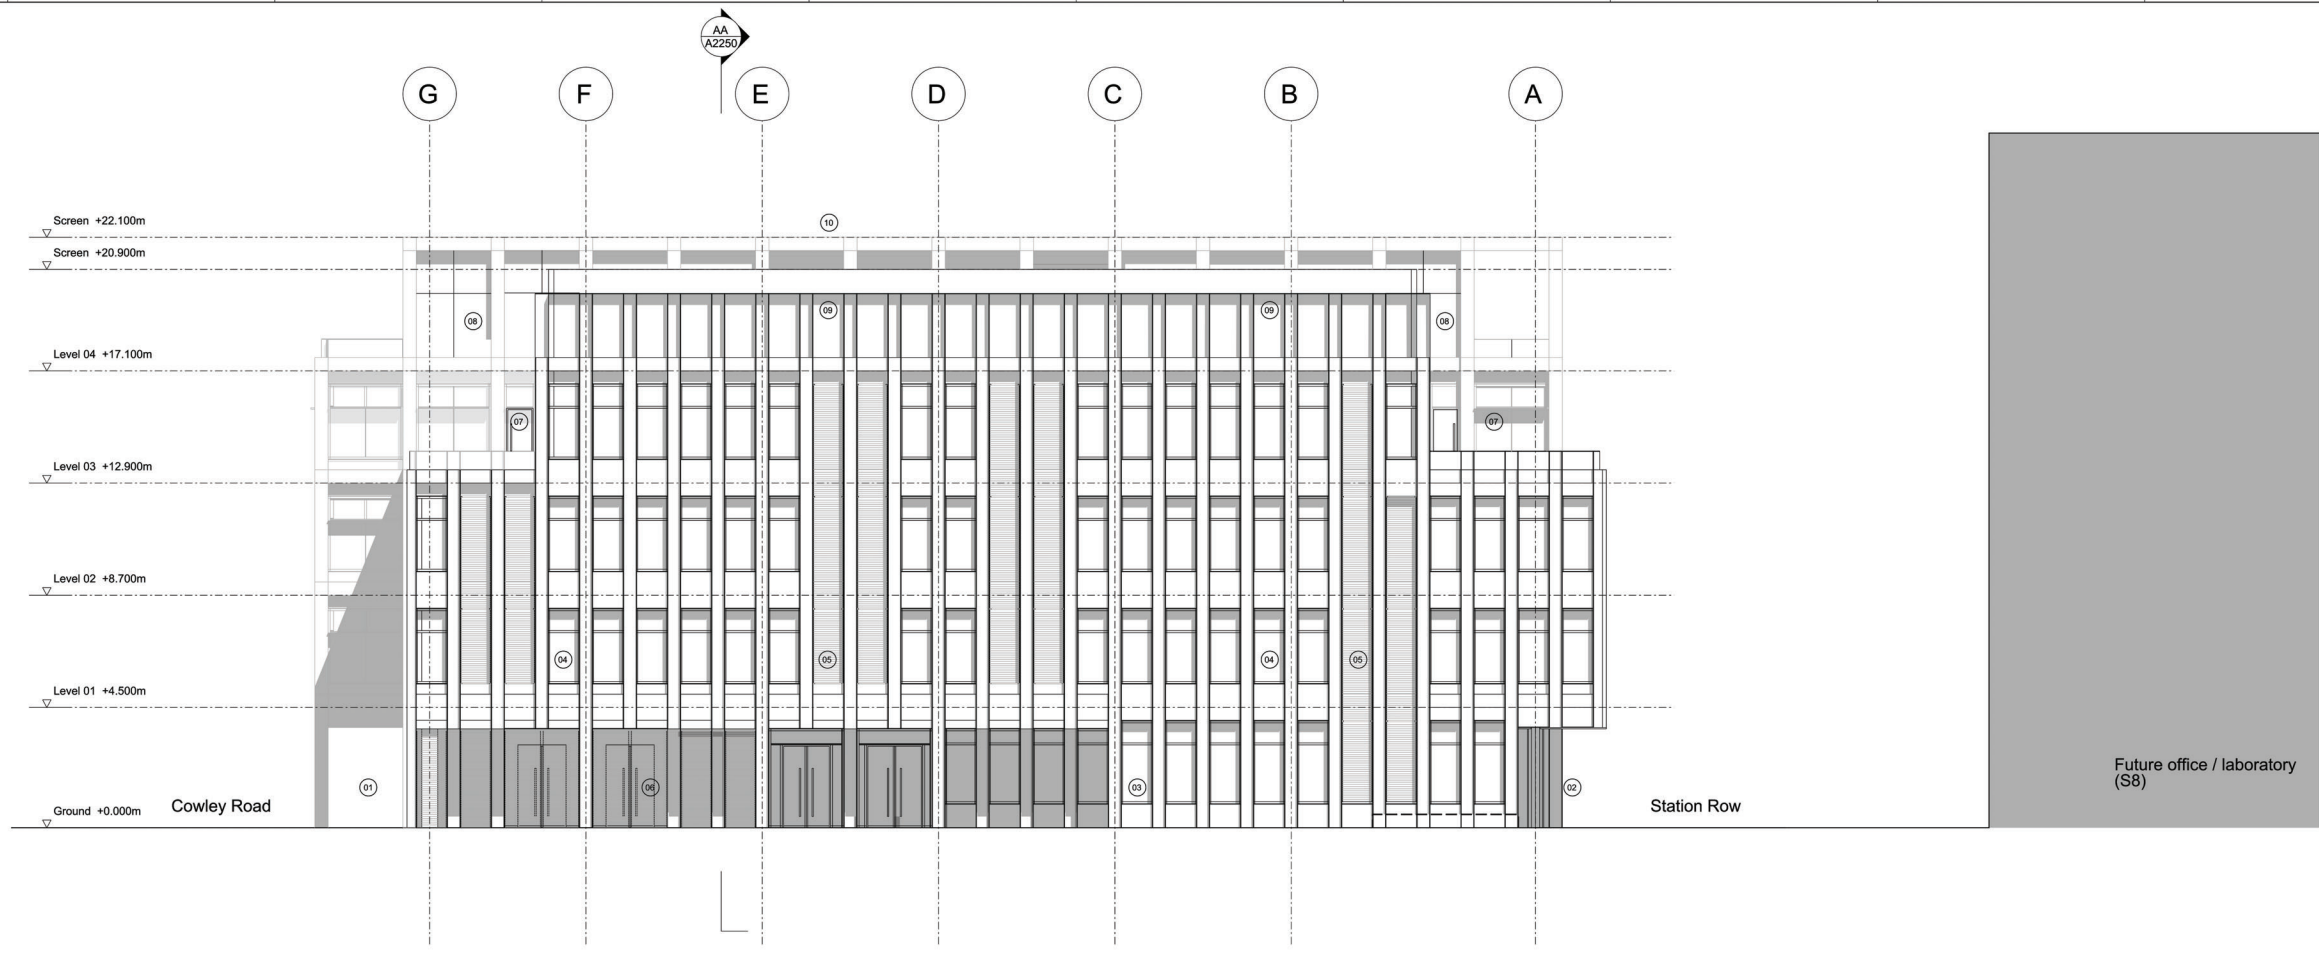 AA
A2250
G F E D C B A
Screen +22.100m
10
Screen +20.900m
09 09
08 08
Level 04 +17.100m
07 07
Level 03 +12.900m
Level 02 +8.700m
04 05 04 05
Level 01 +4.500m
Future office / laboratory
(S8)
01 06 03 02
Cowley Road Station Row
Ground +0.000m